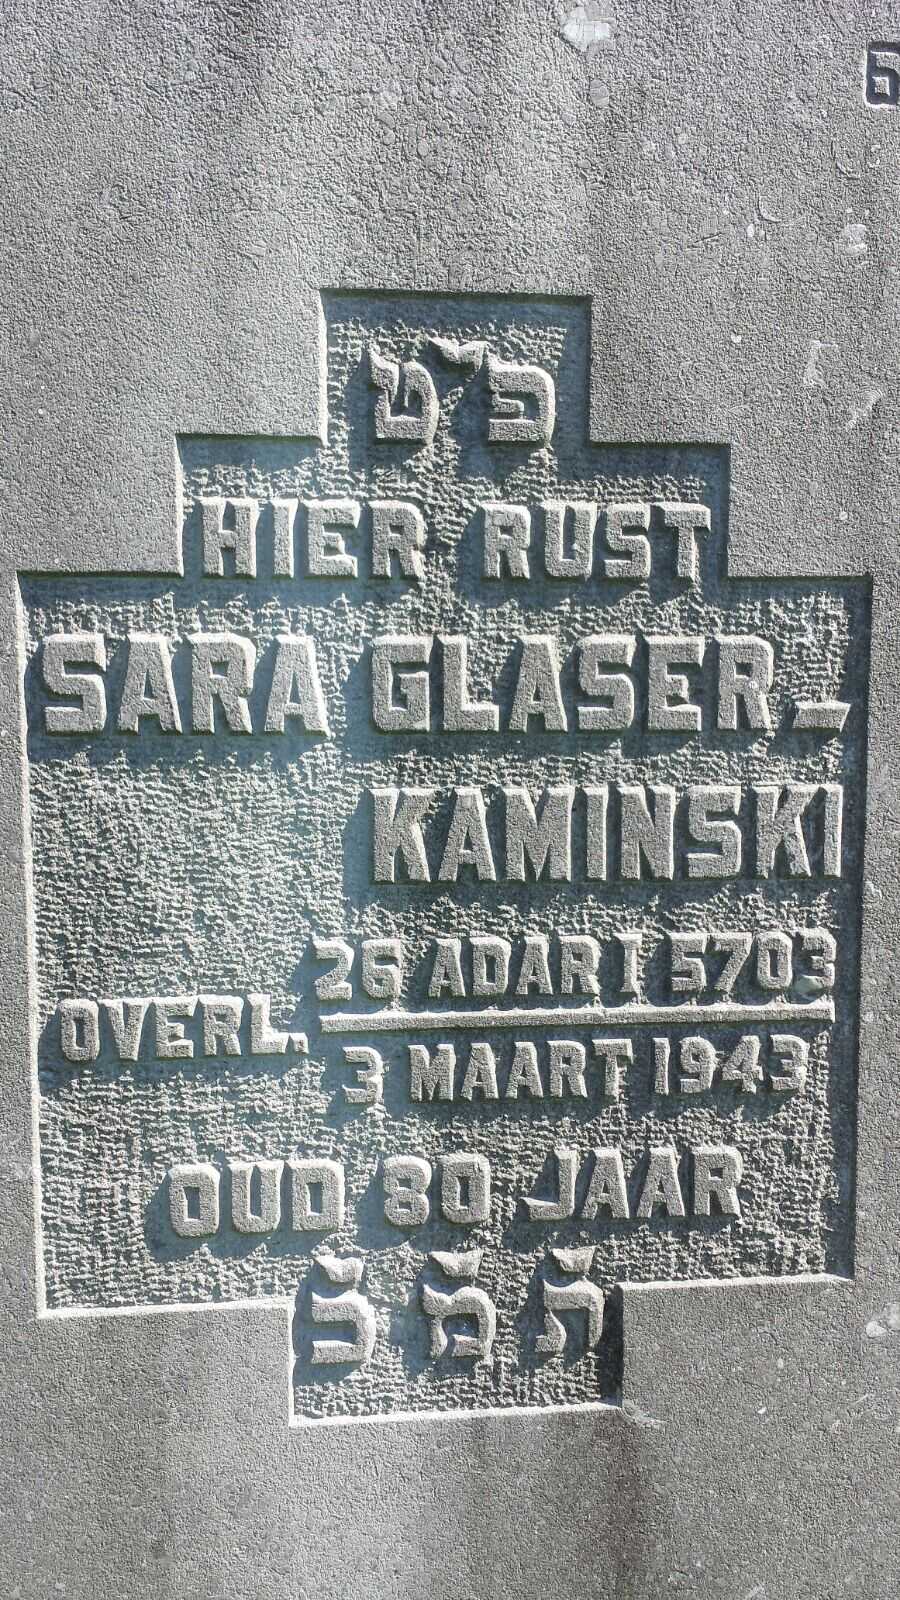 פ״ט
HIER RUST
SARA GLASER-
KAMINSKI
OVERL. 26 ADAR I 5703
3 MAART 1943
OUD 80 JAAR
ת׳מ׳כ׳